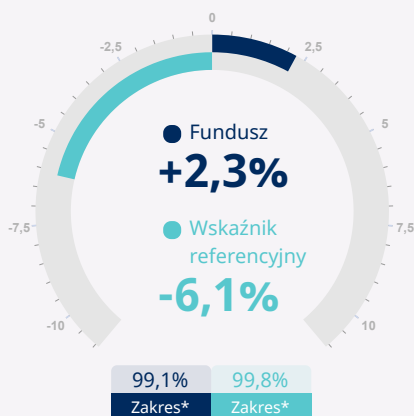 0
-2,5
2,5
-5
5
-7,5
7,5
-10
10
Fundusz
+2,3%
Wskaźnik
referencyjny
-6,1%
99,1%
99,8%
Zakres*
Zakres*